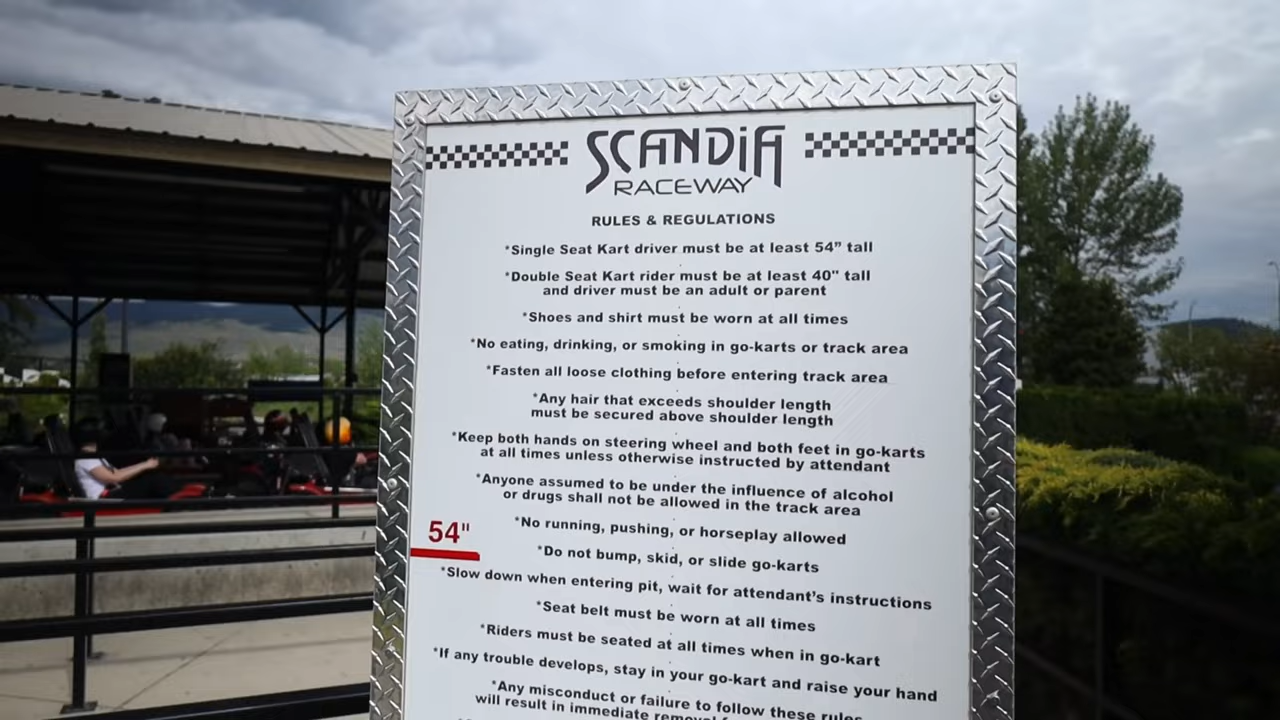 SCANDIA
RACEWAY
RULES & REGULATIONS
*Single Seat Kart driver must be at least 54" tall
*Double Seat Kart rider must be at least 40" tall
and driver must be an adult or parent
*Shoes and shirt must be worn at all times
*No eating, drinking, or smoking in go-karts or track area
*Fasten all loose clothing before entering track area
*Any hair that exceeds shoulder length
must be secured above shoulder length
*Keep both hands on steering wheel and both feet in go-karts
at all times unless otherwise instructed by attendant
*Anyone assumed to be under the influence of alcohol
or drugs shall not be allowed in the track area
*No running, pushing, or horseplay allowed
54"
*Do not bump, skid, or slide go-karts
*Slow down when entering pit, wait for attendant's instructions
*Seat belt must be worn at all times
*Riders must be seated at all times when in go-kart
*If any trouble develops, stay in your go-kart and raise your hand
*Any misconduct or failure to follow these rules
will result in immediate removal